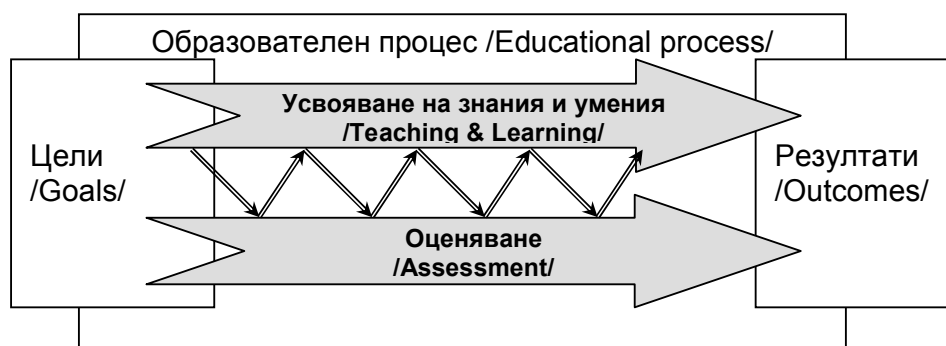 Образователен процес /Educational process/
Усвояване на знания и умения
/Teaching & Learning/
Цели
/Goals/
Резултати
/Outcomes/
Оценяване
/Assessment/